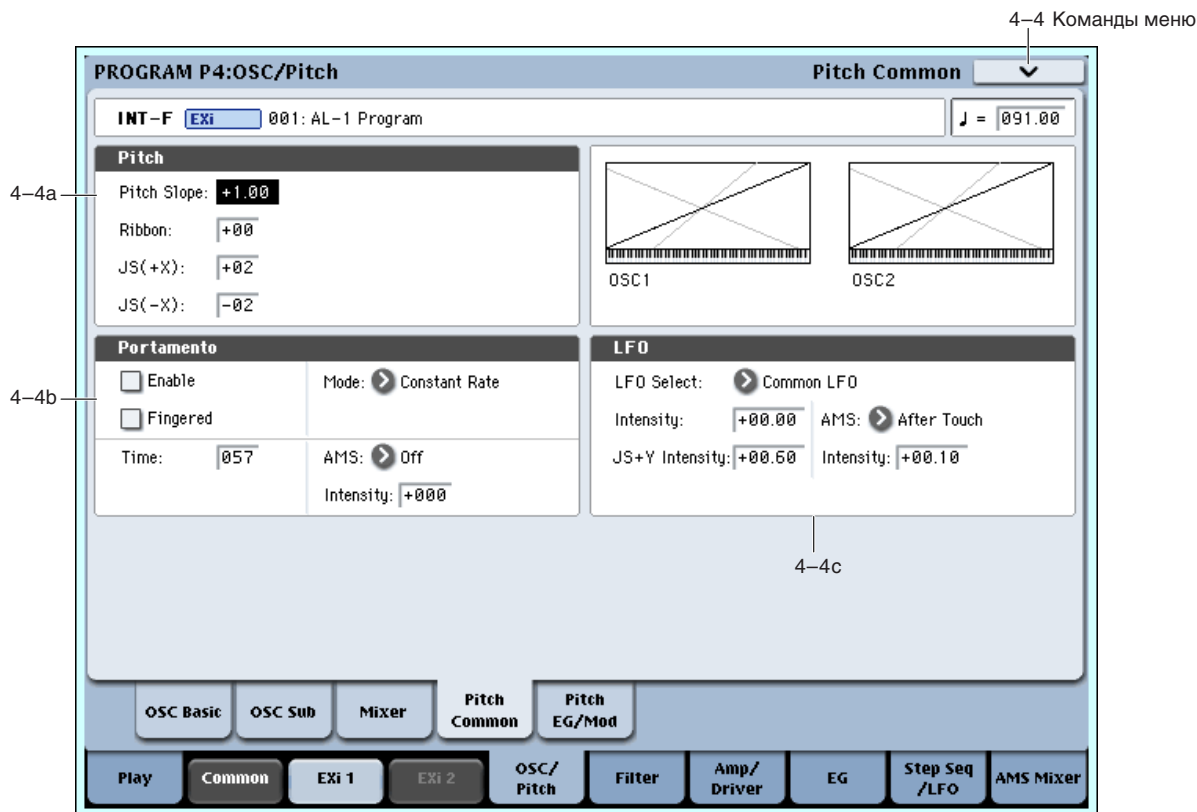 4–4 Команды меню
PROGRAM P4:OSC/Pitch Pitch Common
INT-F EXi 001: AL-1 Program ♩ = 091.00
Pitch
4–4a
Pitch Slope: +1.00
Ribbon: +00
JS(+X): +02
JS(-X): -02
OSC1 OSC2
Portamento
4–4b
Enable Mode: Constant Rate
Fingered
Time: 057 AMS: Off
Intensity: +000
LFO
LFO Select: Common LFO
Intensity: +00.00 AMS: After Touch
JS+Y Intensity: +00.60 Intensity: +00.10
4–4c
OSC Basic OSC Sub Mixer Pitch Common Pitch EG/Mod
Play Common EXi 1 EXi 2 OSC/Pitch Filter Amp/Driver EG Step Seq/LFO AMS Mixer